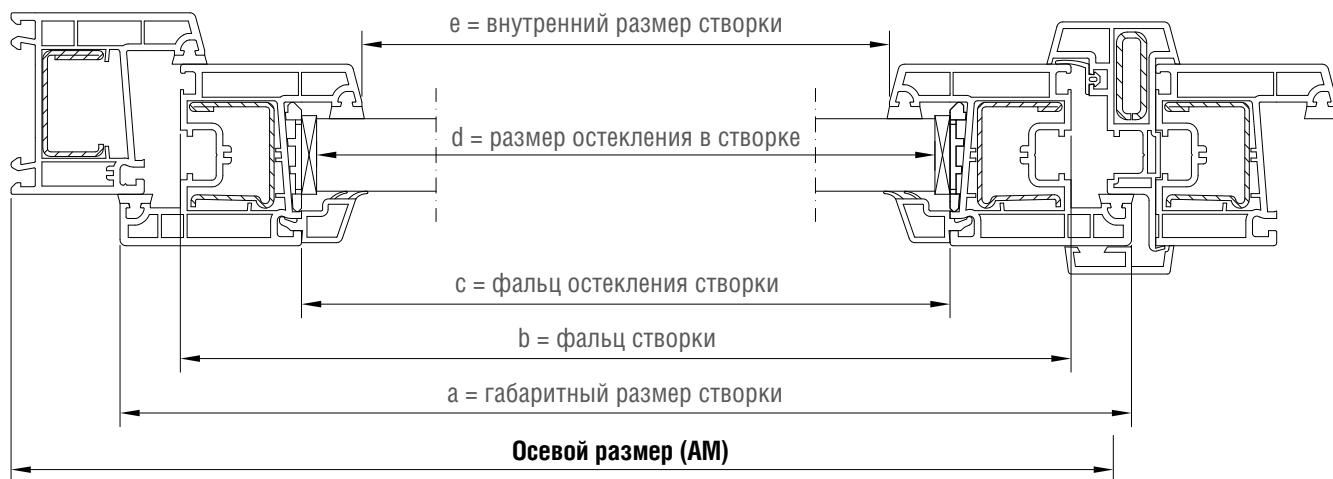 e = внутренний размер створки
d = размер остекления в створке
c = фальц остекления створки
b = фальц створки
a = габаритный размер створки
Осевой размер (AM)